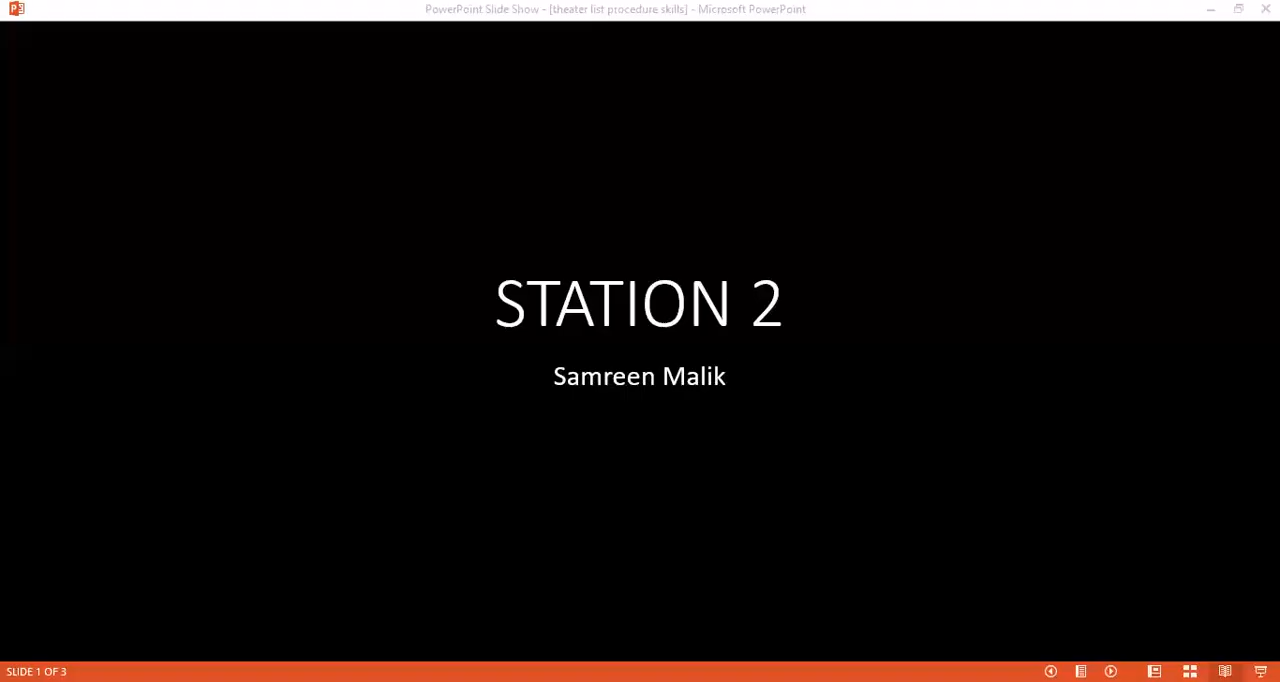 PowerPoint Slide Show - [theater list procedure skills] - Microsoft PowerPoint
STATION 2
Samreen Malik
SLIDE 1 OF 3